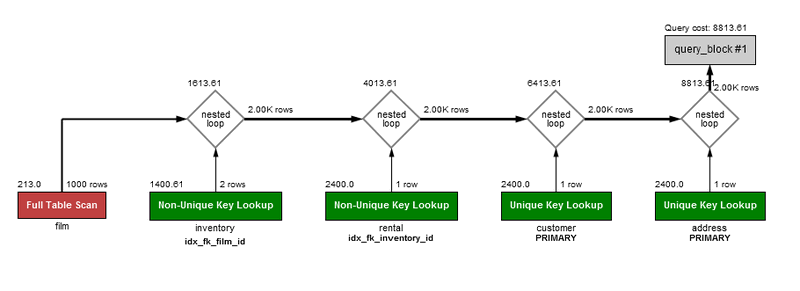 Query cost: 8813.61
query_block #1
1613.61
4013.61
6413.61
8813.61
2.00K rows
nested
loop
2.00K rows
nested
loop
2.00K rows
nested
loop
2.00K rows
nested
loop
213.0 1000 rows
1400.61 2 rows
2400.0 1 row
2400.0 1 row
2400.0 1 row
Full Table Scan
Non-Unique Key Lookup
Non-Unique Key Lookup
Unique Key Lookup
Unique Key Lookup
film
inventory
idx_fk_film_id
rental
idx_fk_inventory_id
customer
PRIMARY
address
PRIMARY